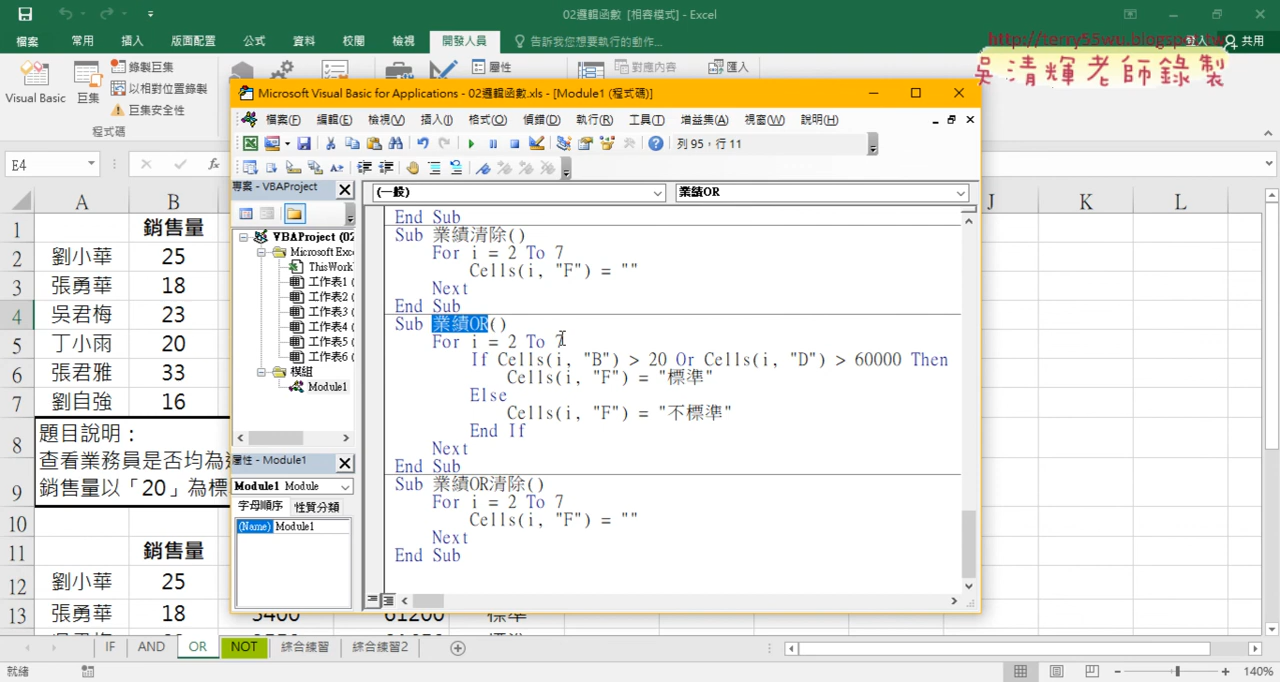 02邏輯函數 [相容模式] - Excel
檔案 常用 插入 版面配置 公式 資料 校閱 檢視 開發人員 告訴我您想要執行的動作... 共用
http://terry55wu.blogspot.tw
吳清輝老師錄製
Visual Basic 巨集 錄製巨集 以相對位置錄製 巨集安全性
程式碼
屬性 對應內容 匯入
Microsoft Visual Basic for Applications - 02邏輯函數.xls - [Module1 (程式碼)]
檔案(F) 編輯(E) 檢視(V) 插入(I) 格式(O) 偵錯(D) 執行(R) 工具(T) 增益集(A) 視窗(W) 說明(H)
列 95，行 11
E4
專案 - VBAProject
(一般) 業績OR
VBAProject (02
Microsoft Exc
ThisWork
工作表1
工作表2
工作表3
工作表4
工作表5
工作表6
模組
Module1
屬性 - Module1
Module1 Module
字母順序 性質分類
(Name) Module1
End Sub
Sub 業績清除()
For i = 2 To 7
Cells(i, "F") = ""
Next
End Sub
Sub 業績OR()
For i = 2 To 7
If Cells(i, "B") > 20 Or Cells(i, "D") > 60000 Then
Cells(i, "F") = "標準"
Else
Cells(i, "F") = "不標準"
End If
Next
End Sub
Sub 業績OR清除()
For i = 2 To 7
Cells(i, "F") = ""
Next
End Sub
A B J K L
1 銷售量
2 劉小華 25
3 張勇華 18
4 吳君梅 23
5 丁小雨 20
6 張君雅 33
7 劉自強 16
8 題目說明：
查看業務員是否均為
9 銷售量以「20」為標
10
11 銷售量
12 劉小華 25
13 張勇華 18 3400 61200 標準
IF AND OR NOT 綜合練習 綜合練習2
就緒 140%